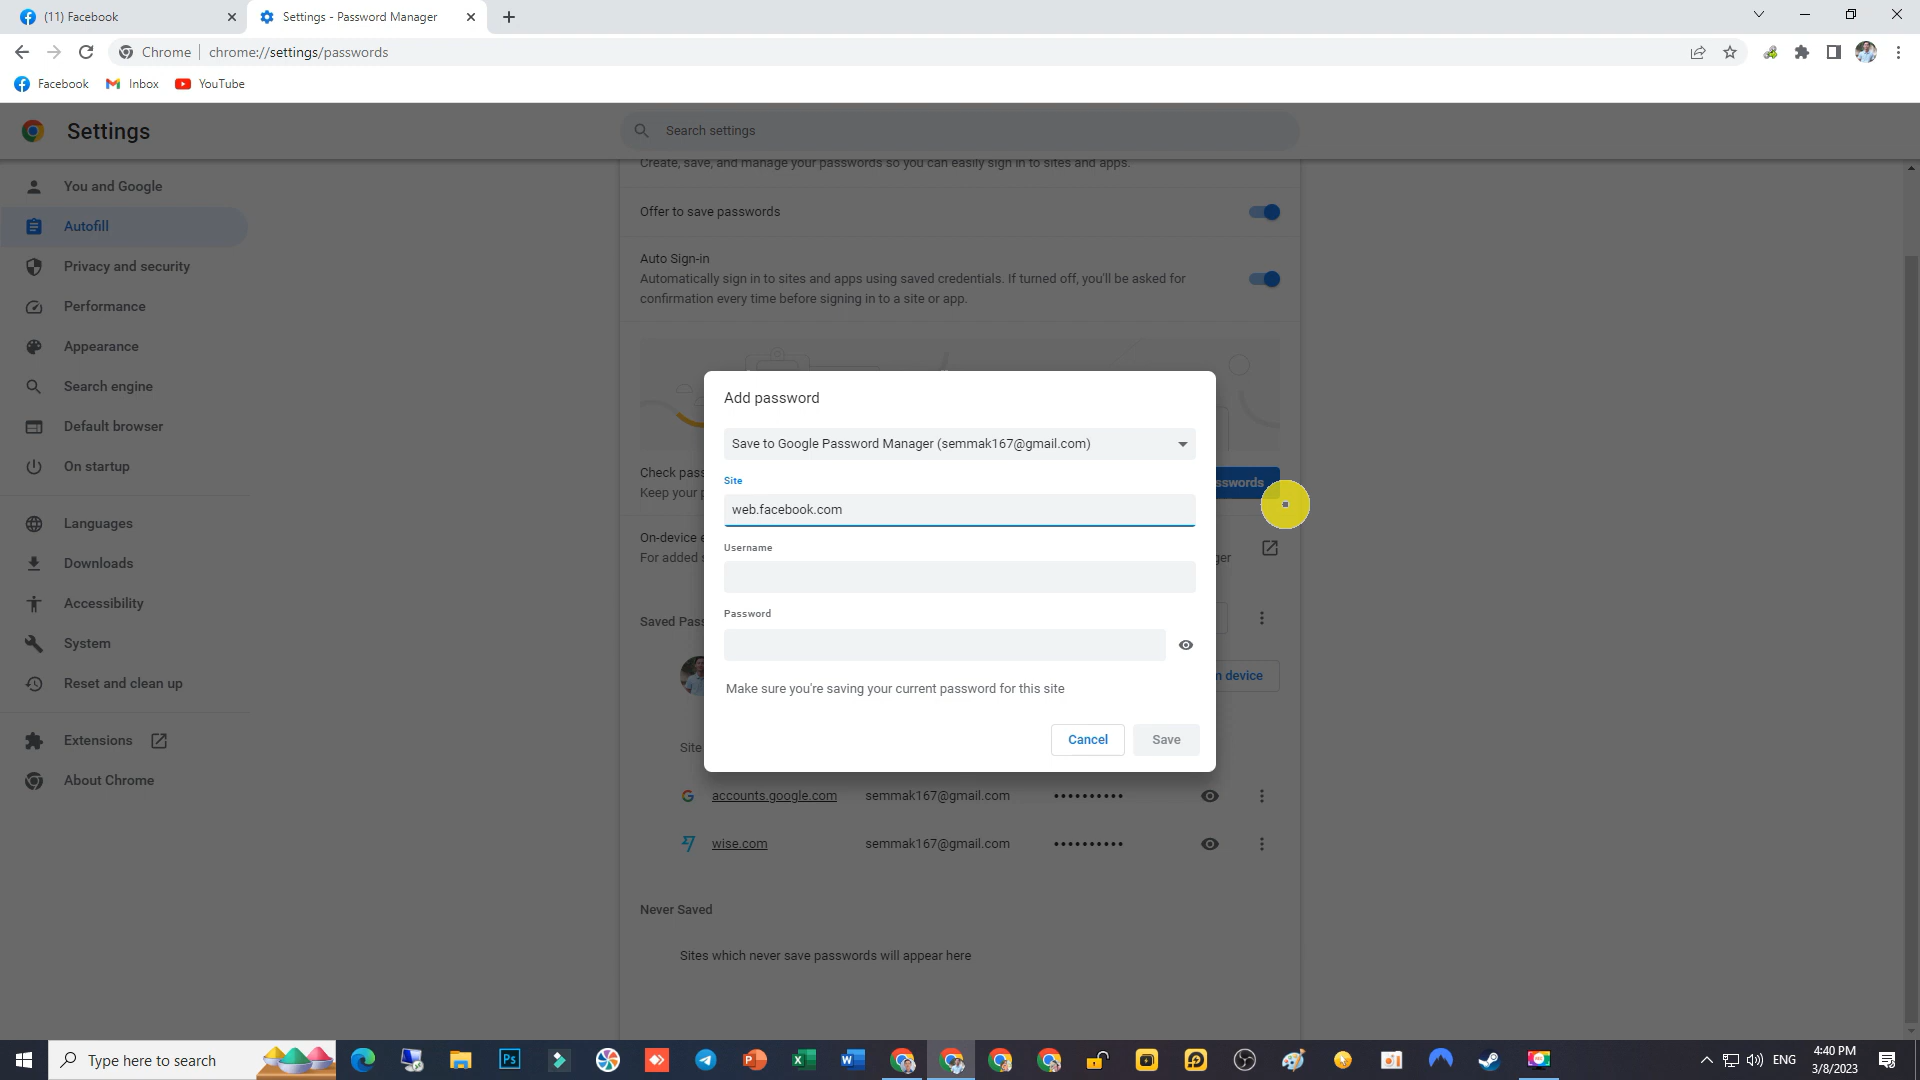 (11) Facebook
Settings - Password Manager
Chrome
chrome://settings/passwords
Facebook
Inbox
YouTube
Settings
Search settings
You and Google
Autofill
Privacy and security
Performance
Appearance
Search engine
Default browser
On startup
Languages
Downloads
Accessibility
System
Reset and clean up
Extensions
About Chrome
Create, save, and manage your passwords so you can easily sign in to sites and apps.
Offer to save passwords
Auto Sign-in
Automatically sign in to sites and apps using saved credentials. If turned off, you'll be asked for
confirmation every time before signing in to a site or app.
Check pass
sswords
Keep your p
On-device e
For added s
ger
Saved Pass
n device
Site
Add password
Save to Google Password Manager (semmak167@gmail.com)
Site
web.facebook.com
Username
Password
Make sure you're saving your current password for this site
Cancel
Save
accounts.google.com
semmak167@gmail.com
••••••••••
wise.com
semmak167@gmail.com
••••••••••
Never Saved
Sites which never save passwords will appear here
Type here to search
Ps
ENG
4:40 PM
3/8/2023